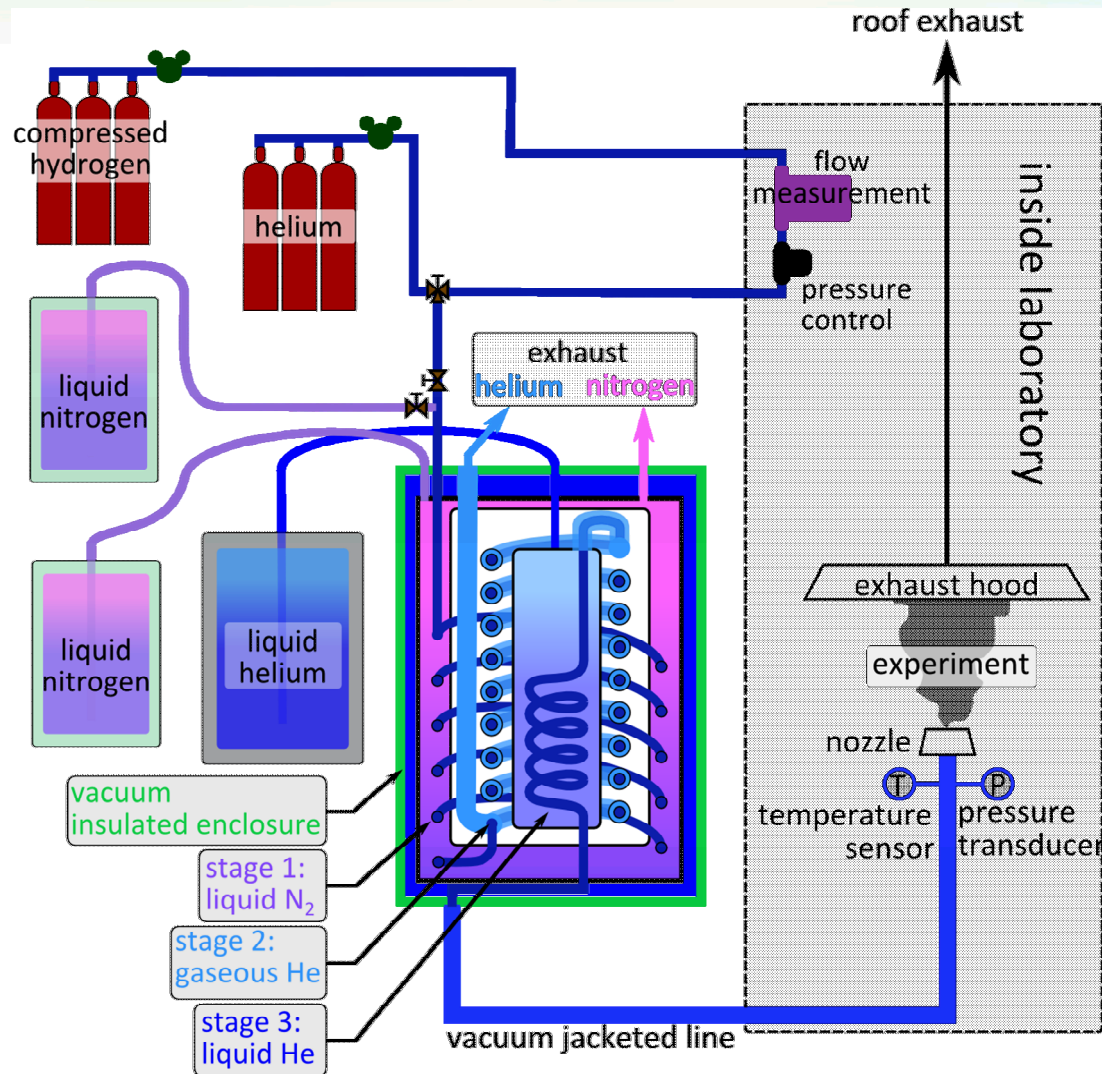 roof exhaust
compressed
hydrogen
helium
flow
measurement
pressure
control
inside laboratory
liquid
nitrogen
exhaust
helium nitrogen
liquid
nitrogen
liquid
helium
exhaust hood
experiment
nozzle
T
P
temperature
sensor
pressure
transducer
vacuum
insulated enclosure
stage 1:
liquid N₂
stage 2:
gaseous He
stage 3:
liquid He
vacuum jacketed line